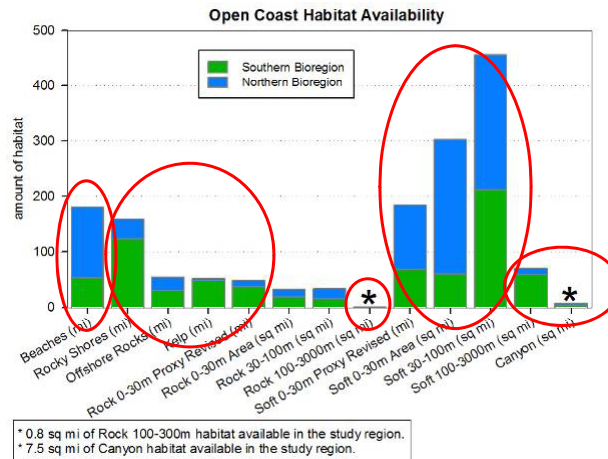 Open Coast Habitat Availability
500
400
300
200
100
0
amount of habitat
Southern Bioregion
Northern Bioregion
*
*
Beaches (mi)
Rocky Shores (mi)
Offshore Rocks (mi)
Kelp (mi)
Rock 0-30m Proxy Revised (mi)
Rock 0-30m Area (sq mi)
Rock 30-100m (sq mi)
Rock 100-3000m (sq mi)
Soft 0-30m Proxy Revised (mi)
Soft 0-30m Area (sq mi)
Soft 30-100m (sq mi)
Soft 100-3000m (sq mi)
Canyon (sq mi)
* 0.8 sq mi of Rock 100-300m habitat available in the study region.
* 7.5 sq mi of Canyon habitat available in the study region.